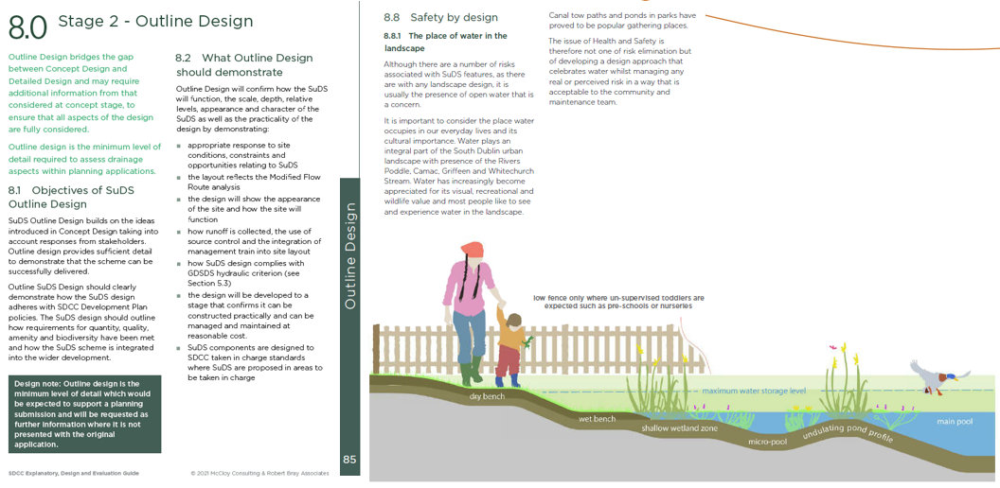 8.0 Stage 2 - Outline Design
Outline Design bridges the gap
between Concept Design and
Detailed Design and may require
additional information from that
considered at concept stage, to
ensure that all aspects of the design
are fully considered.
Outline design is the minimum level of
detail required to assess drainage
aspects within planning applications.
8.1 Objectives of SuDS
Outline Design
SuDS Outline Design builds on the ideas
introduced in Concept Design taking into
account responses from stakeholders.
Outline design provides sufficient detail
to demonstrate that the scheme can be
successfully delivered.
Outline SuDS Design should clearly
demonstrate how the SuDS design
adheres with SDCC Development Plan
policies. The SuDS design should outline
how requirements for quantity, quality,
amenity and biodiversity have been met
and how the SuDS scheme is integrated
into the wider development.
Design note: Outline design is the
minimum level of detail which would
be expected to support a planning
submission and will be requested as
further information where it is not
presented with the original
application.
8.2 What Outline Design
should demonstrate
Outline Design will confirm how the SuDS
will function, the scale, depth, relative
levels, appearance and character of the
SuDS as well as the practicality of the
design by demonstrating:
▪ appropriate response to site
conditions, constraints and
opportunities relating to SuDS
▪ the layout reflects the Modified Flow
Route analysis
▪ the design will show the appearance
of the site and how the site will
function
▪ how runoff is collected, the use of
source control and the integration of
management train into site layout
▪ how SuDS design complies with
GDSDS hydraulic criterion (see
Section 5.3)
▪ the design will be developed to a
stage that confirms it can be
constructed practically and can be
managed and maintained at
reasonable cost.
▪ SuDS components are designed to
SDCC taken in charge standards
where SuDS are proposed in areas to
be taken in charge
SDCC Explanatory, Design and Evaluation Guide
© 2021 McCloy Consulting & Robert Bray Associates
Outline Design
85
8.8 Safety by design
8.8.1 The place of water in the
landscape
Although there are a number of risks
associated with SuDS features, as there
are with any landscape design, it is
usually the presence of open water that is
a concern.
It is important to consider the place water
occupies in our everyday lives and its
cultural importance. Water plays an
integral part of the South Dublin urban
landscape with presence of the Rivers
Poddle, Camac, Griffeen and Whitechurch
Stream. Water has increasingly become
appreciated for its visual, recreational and
wildlife value and most people like to see
and experience water in the landscape.
Canal tow paths and ponds in parks have
proved to be popular gathering places.
The issue of Health and Safety is
therefore not one of risk elimination but
of developing a design approach that
celebrates water whilst managing any
real or perceived risk in a way that is
acceptable to the community and
maintenance team.
low fence only where un-supervised toddlers are
expected such as pre-schools or nurseries
maximum water storage level
dry bench
wet bench
shallow wetland zone
micro-pool
undulating pond profile
main pool